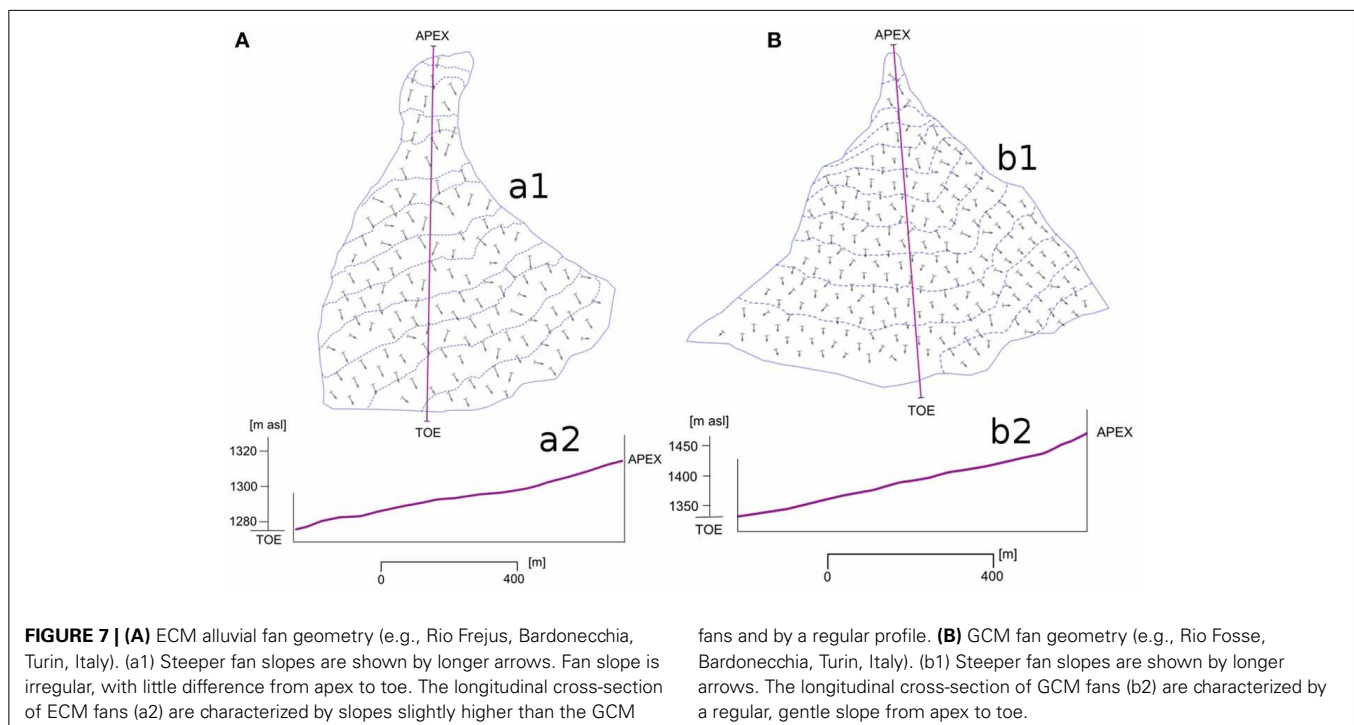 A
APEX
a1
TOE
[m asl]
a2
1320
1300
1280
TOE
APEX
[m]
0 400
B
APEX
b1
TOE
[m asl]
b2
1450
1400
1350
TOE
APEX
[m]
0 400
FIGURE 7 | (A) ECM alluvial fan geometry (e.g., Rio Frejus, Bardonecchia,
Turin, Italy). (a1) Steeper fan slopes are shown by longer arrows. Fan slope is
irregular, with little difference from apex to toe. The longitudinal cross-section
of ECM fans (a2) are characterized by slopes slightly higher than the GCM
fans and by a regular profile. (B) GCM fan geometry (e.g., Rio Fosse,
Bardonecchia, Turin, Italy). (b1) Steeper fan slopes are shown by longer
arrows. The longitudinal cross-section of GCM fans (b2) are characterized by
a regular, gentle slope from apex to toe.